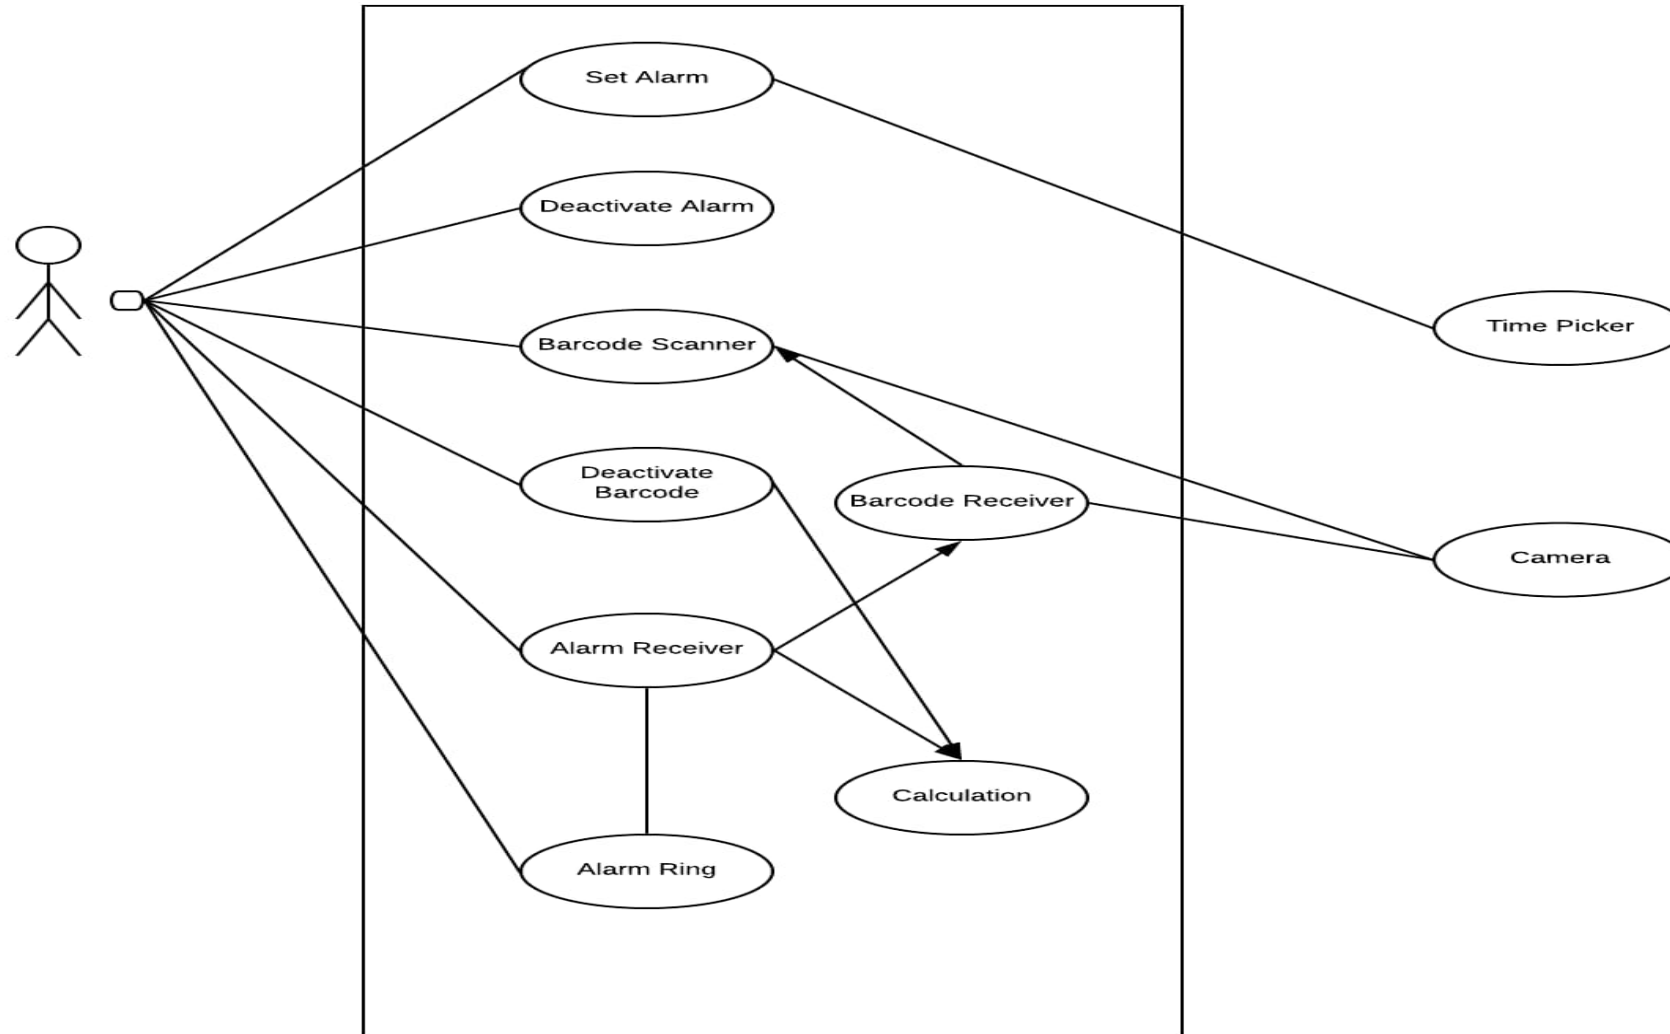 Set Alarm
Deactivate Alarm
Time Picker
Barcode Scanner
Deactivate
Barcode
Barcode Receiver
Camera
Alarm Receiver
Calculation
Alarm Ring